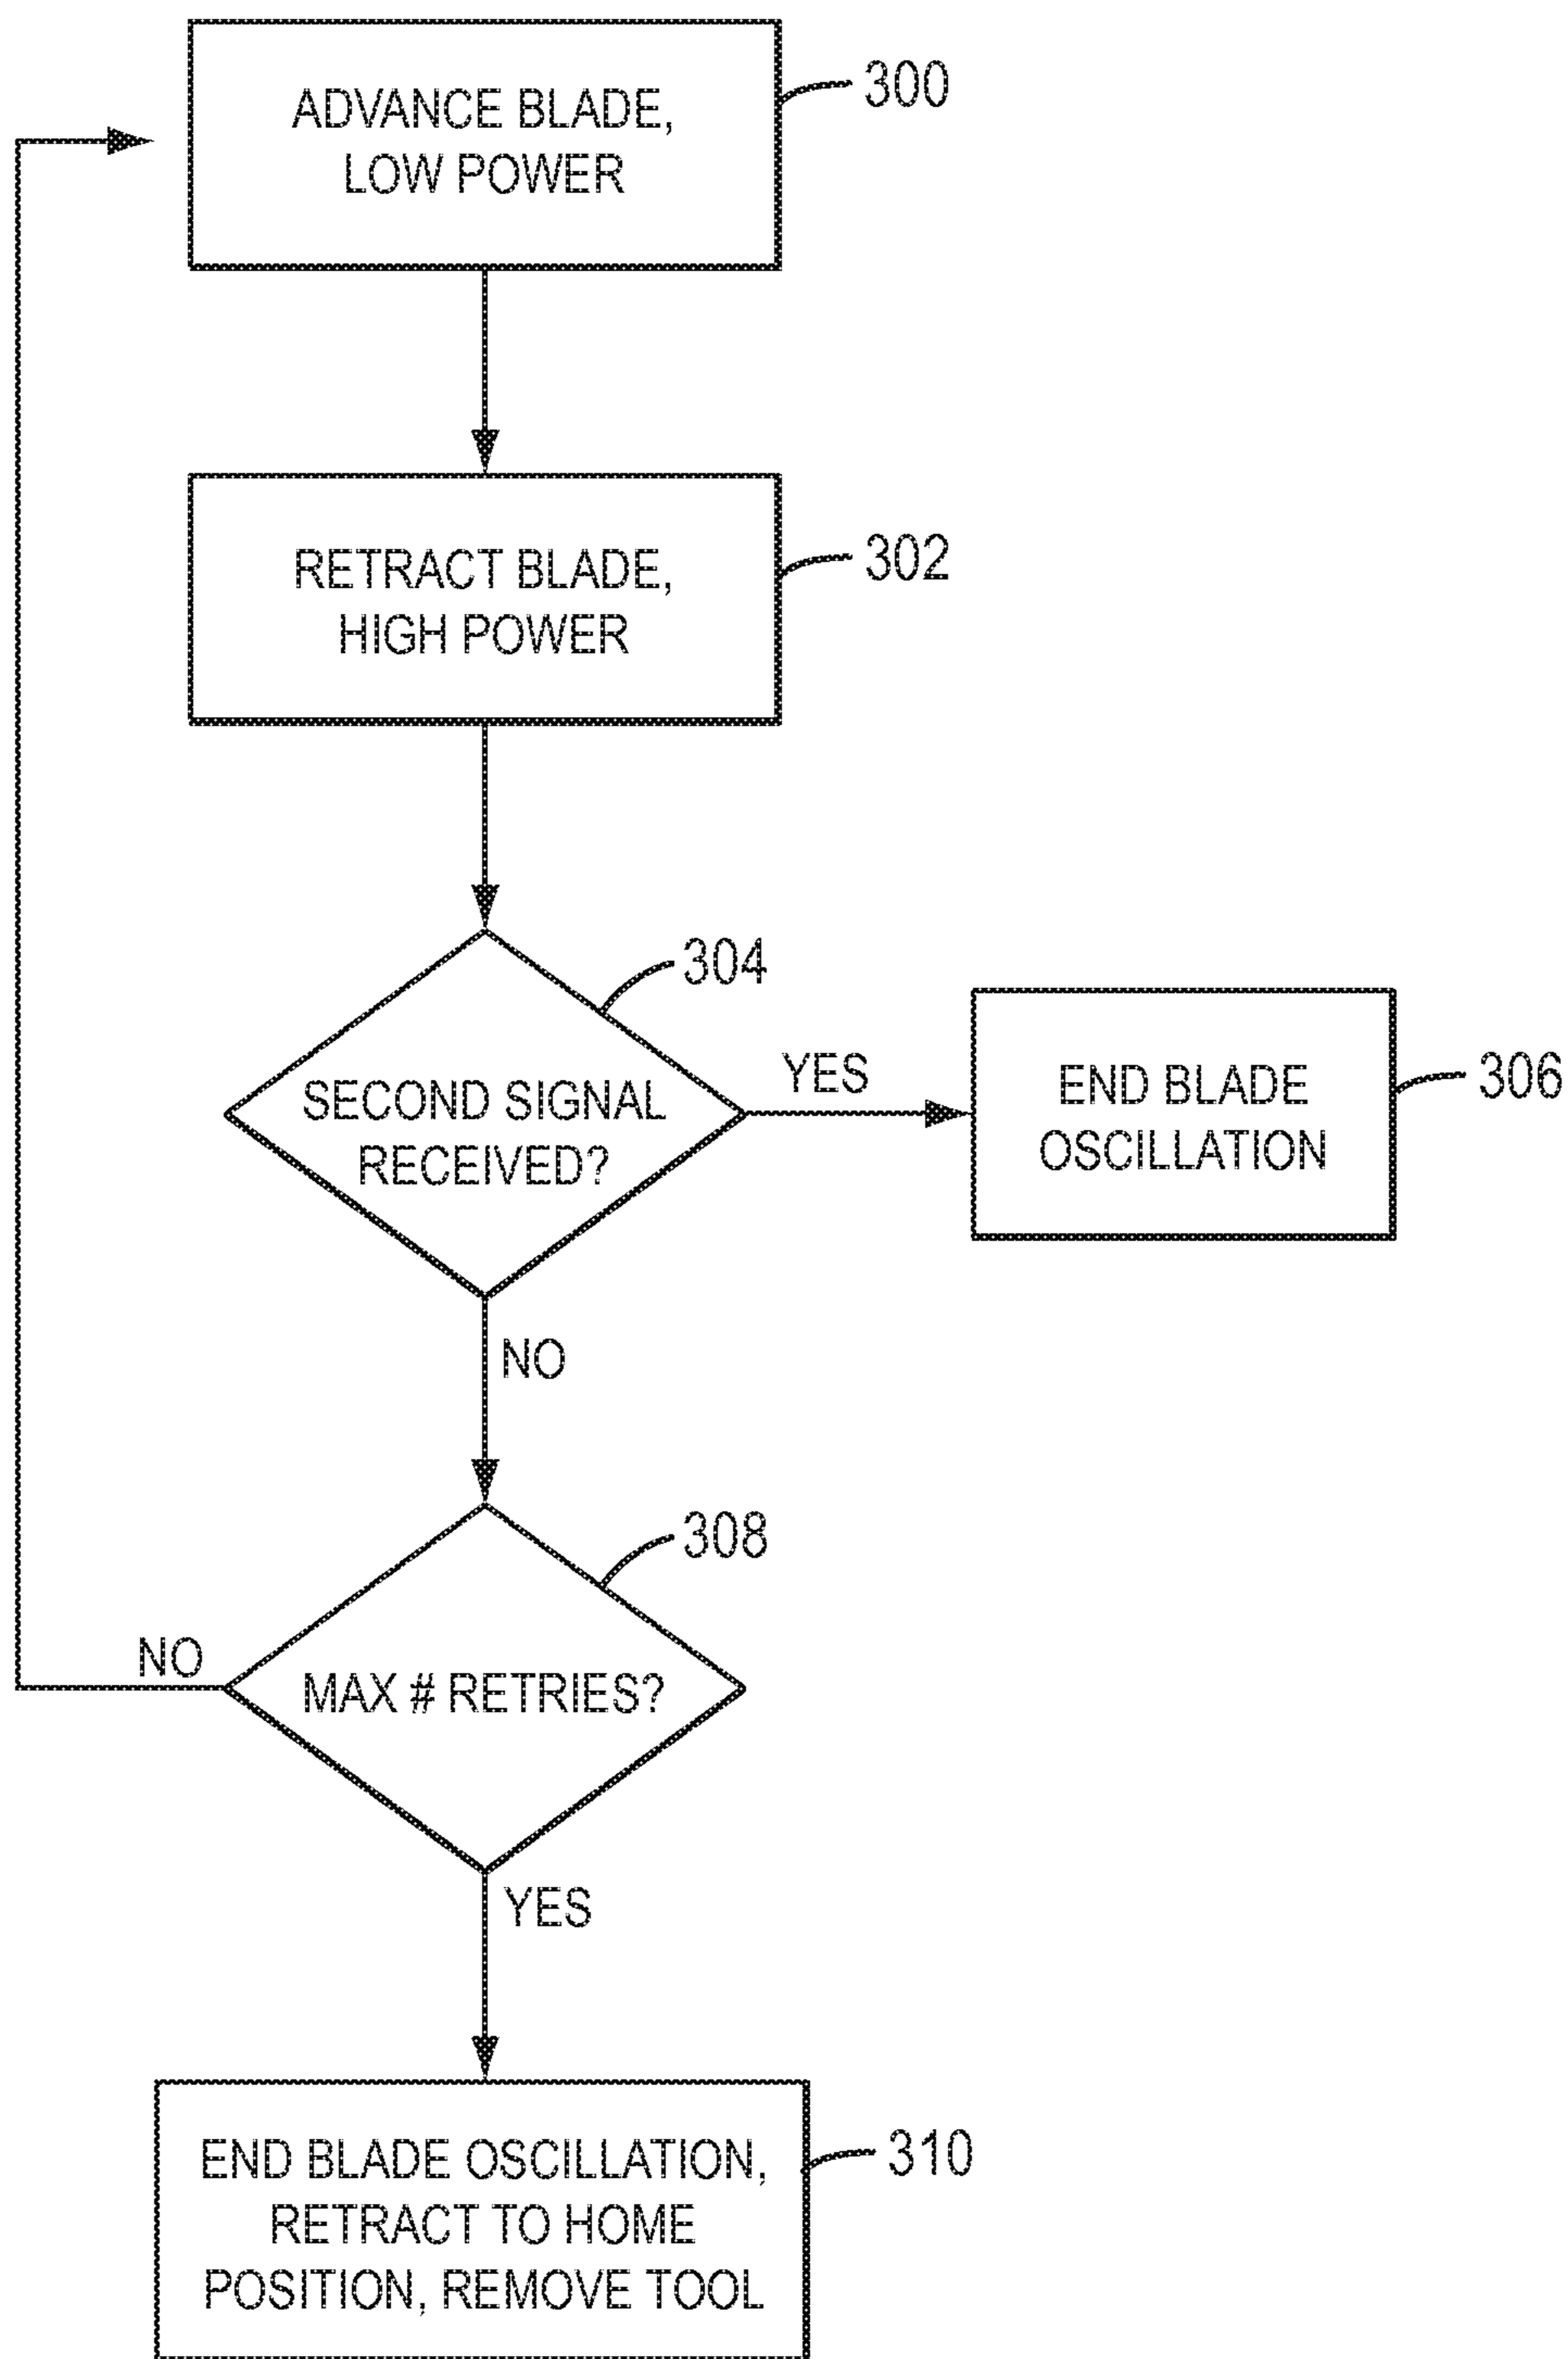 ADVANCE BLADE,
LOW POWER
300
RETRACT BLADE,
HIGH POWER
302
304
SECOND SIGNAL
RECEIVED?
YES
END BLADE
OSCILLATION
306
NO
308
MAX # RETRIES?
NO
YES
END BLADE OSCILLATION,
RETRACT TO HOME
POSITION, REMOVE TOOL
310